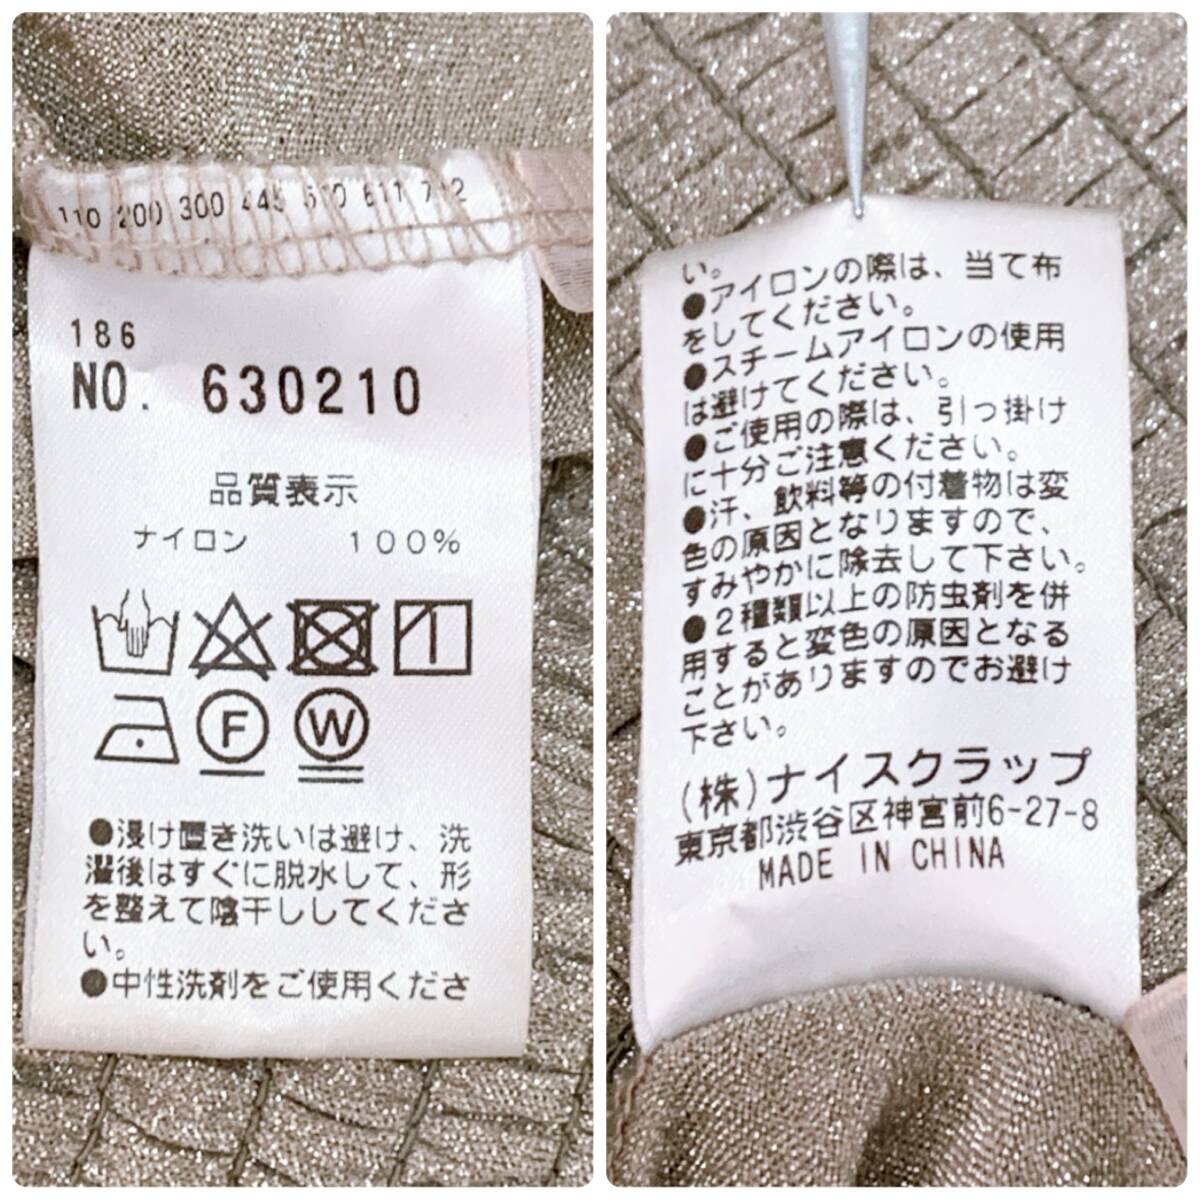 110 200 300 445
186
NO. 630210
品質表示
ナイロン 100%
F W
●浸け置き洗いは避け、洗
濯後はすぐに脱水して、形
を整えて陰干ししてくださ
い。
●中性洗剤をご使用くださ
い。
●アイロンの際は、当て布
をしてください。
●スチームアイロンの使用
は避けてください。
●ご使用の際は、引っ掛け
に十分ご注意ください。
●汗、飲料等の付着物は変
色の原因となりますので、
すみやかに除去して下さい。
●2種類以上の防虫剤を併
用すると変色の原因となる
ことがありますのでお避け
下さい。
(株)ナイスクラップ
東京都渋谷区神宮前6-27-8
MADE IN CHINA